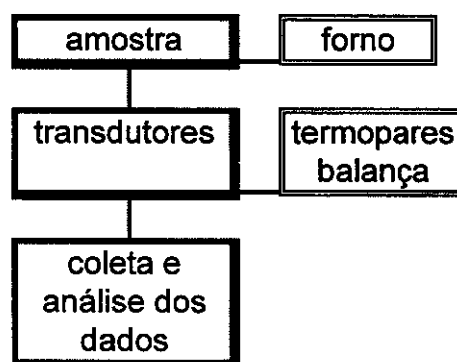 amostra
forno
transdutores
termopares
balança
coleta e
análise dos
dados